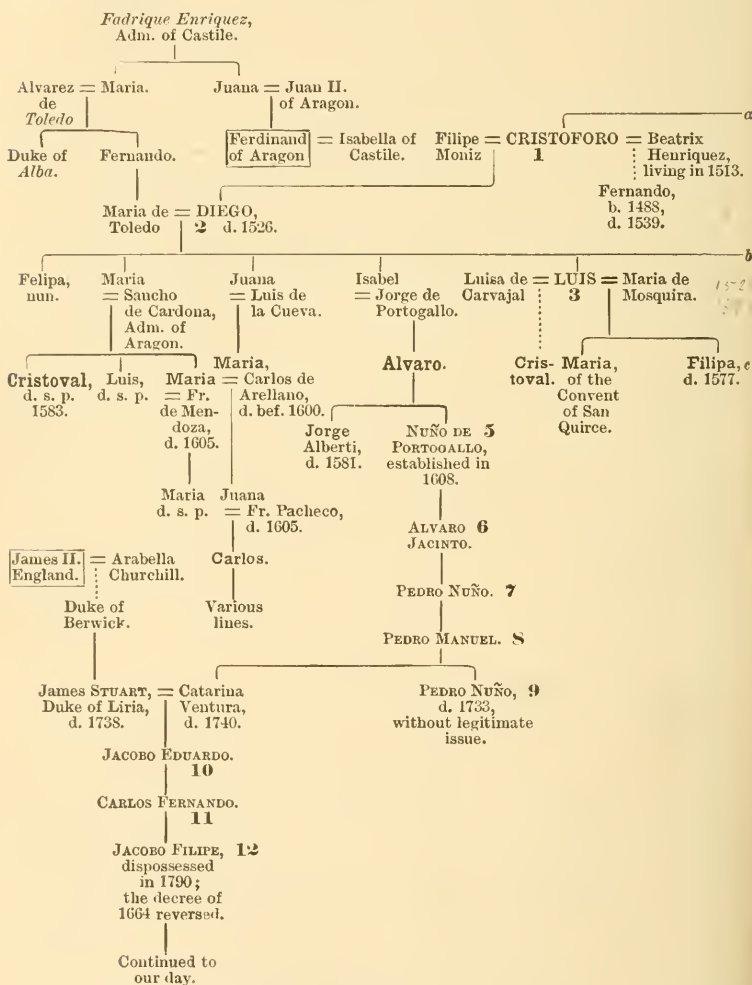 Fadrique Enriquez,
Adm. of Castile.
Alvarez = Maria.
de
Toledo
Juana = Juan II.
of Aragon.
a
Duke of
Alba.
Fernando.
Ferdinand
of Aragon
= Isabella of
Castile.
Filipe = CRISTOFORO = Beatrix
Moniz
1
Henriquez,
living in 1513.
Fernando,
b. 1488,
d. 1539.
Maria de = DIEGO,
Toledo
2 d. 1526.
b
Felipa,
nun.
Maria
= Sancho
de Cardona,
Adm. of
Aragon.
Juana
= Luis de
la Cueva.
Isabel
= Jorge de
Portogallo.
Luisa de = LUIS = Maria de
Carvajal
3
Mosquira.
Cristoval,
d. s. p.
1583.
Luis,
d. s. p.
Maria
= Fr.
de Men-
doza,
d. 1605.
Maria,
= Carlos de
Arellano,
d. bef. 1600.
Alvaro.
Cris-
toval.
Maria,
of the
Convent
of San
Quirce.
Filipa, c
d. 1577.
Jorge
Alberti,
d. 1581.
NUÑO DE 5
PORTOGALLO,
established in
1608.
Maria
d. s. p.
Juana
= Fr. Pacheco,
d. 1605.
ALVARO 6
JACINTO.
James II.
England.
= Arabella
Churchill.
Carlos.
Duke of
Berwick.
Various
lines.
PEDRO NUÑO. 7
PEDRO MANUEL. 8
James STUART, = Catarina
Duke of Liria,
d. 1738.
Ventura,
d. 1740.
PEDRO NUÑO, 9
d. 1733,
without legitimate
issue.
JACOBO EDUARDO.
10
CARLOS FERNANDO.
11
JACOBO FILIPE, 12
dispossessed
in 1790;
the decree of
1664 reversed.
Continued to
our day.